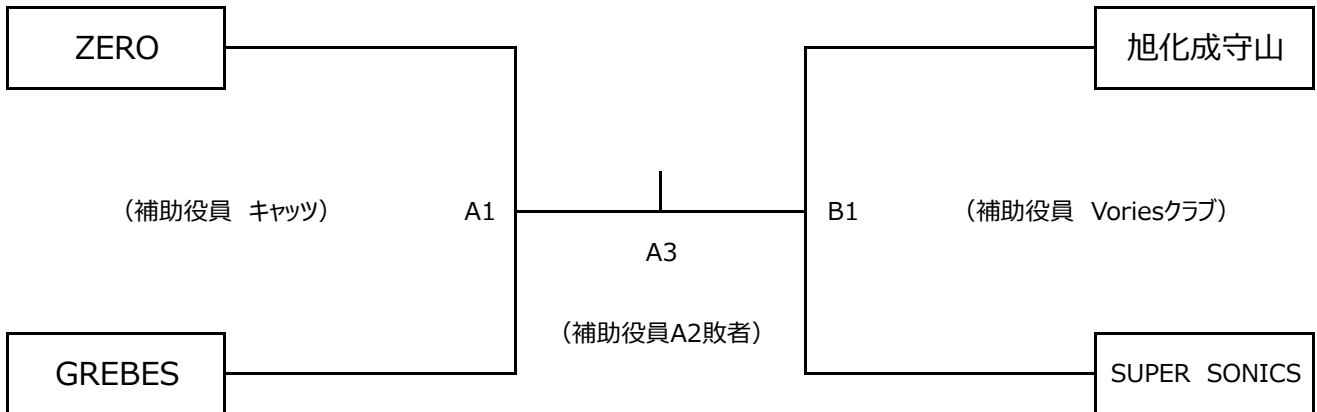 ZERO
旭化成守山
（補助役員　キャッツ）
A1
B1
（補助役員　Voriesクラブ）
A3
（補助役員A2敗者）
GREBES
SUPER SONICS